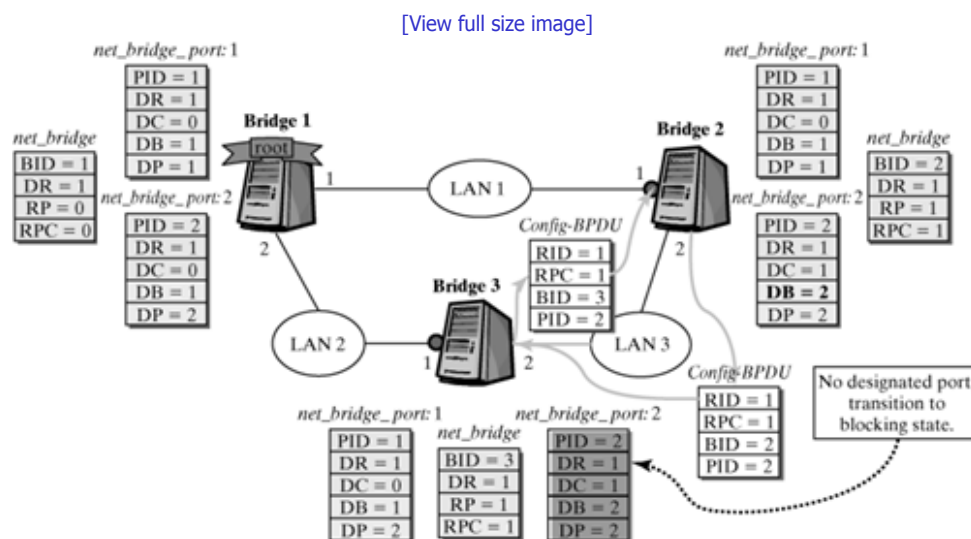 [View full size image]
net_bridge_port: 1
PID = 1
DR = 1
DC = 0
DB = 1
DP = 1
net_bridge
BID = 1
DR = 1
RP = 0
RPC = 0
net_bridge_port: 2
PID = 2
DR = 1
DC = 0
DB = 1
DP = 2
Bridge 1
root
1
2
LAN 1
Bridge 2
1
2
net_bridge_port: 1
PID = 1
DR = 1
DC = 0
DB = 1
DP = 1
net_bridge
BID = 2
DR = 1
RP = 1
RPC = 1
net_bridge_port: 2
PID = 2
DR = 1
DC = 1
DB = 2
DP = 2
Config-BPDU
RID = 1
RPC = 1
BID = 3
PID = 2
LAN 2
Bridge 3
1
2
LAN 3
Config-BPDU
RID = 1
RPC = 1
BID = 2
PID = 2
No designated port
transition to
blocking state.
net_bridge_port: 1
PID = 1
DR = 1
DC = 0
DB = 1
DP = 2
net_bridge
BID = 3
DR = 1
RP = 1
RPC = 1
net_bridge_port: 2
PID = 2
DR = 1
DC = 1
DB = 2
DP = 2